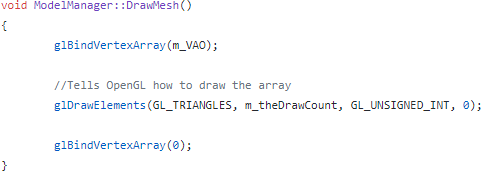 void ModelManager::DrawMesh()
{
glBindVertexArray(m_VAO);
//Tells OpenGL how to draw the array
glDrawElements(GL_TRIANGLES, m_theDrawCount, GL_UNSIGNED_INT, 0);
glBindVertexArray(0);
}